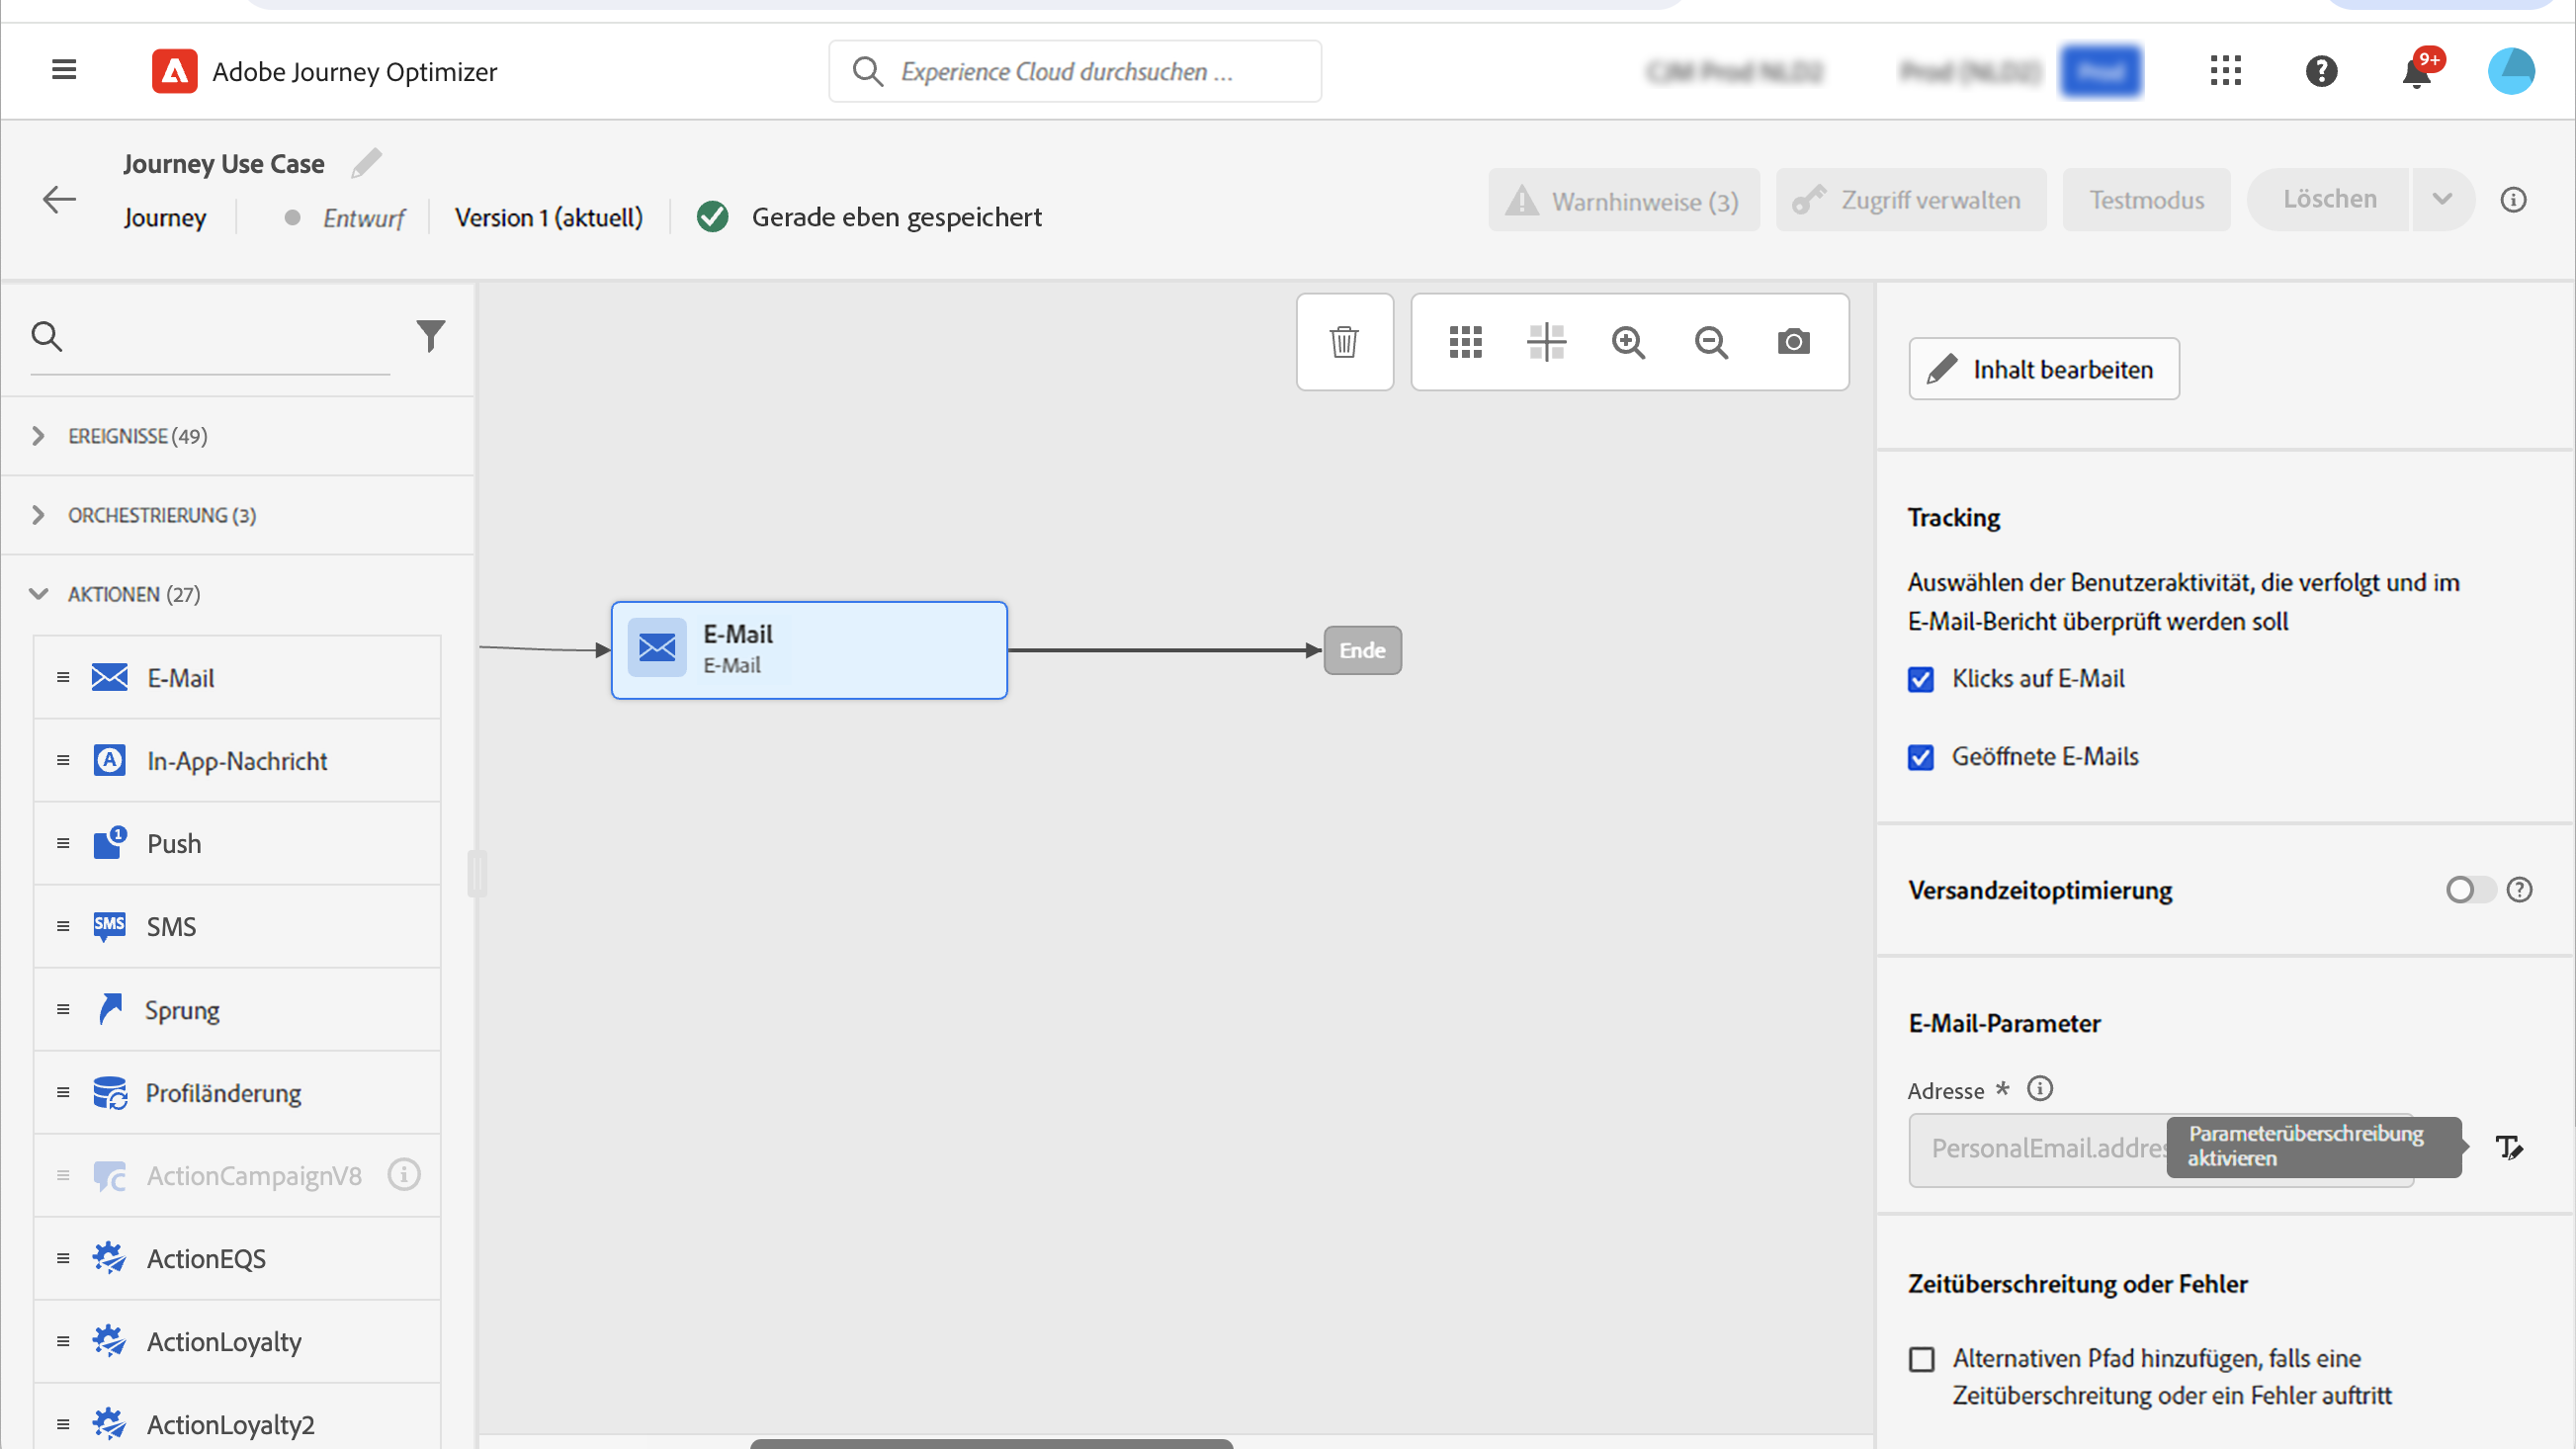 Adobe Journey Optimizer
Experience Cloud durchsuchen ...
9+
Journey Use Case
Journey
Entwurf
Version 1 (aktuell)
Gerade eben gespeichert
Warnhinweise (3)
Zugriff verwalten
Testmodus
Löschen
EREIGNISSE (49)
ORCHESTRIERUNG (3)
AKTIONEN (27)
E-Mail
In-App-Nachricht
Push
SMS
SMS
Sprung
Profiländerung
ActionCampaignV8
ActionEQS
ActionLoyalty
ActionLoyalty2
E-Mail
E-Mail
Ende
Inhalt bearbeiten
Tracking
Auswählen der Benutzeraktivität, die verfolgt und im
E-Mail-Bericht überprüft werden soll
Klicks auf E-Mail
Geöffnete E-Mails
Versandzeitoptimierung
E-Mail-Parameter
Adresse *
PersonalEmail.addres
Parameterüberschreibung
aktivieren
Zeitüberschreitung oder Fehler
Alternativen Pfad hinzufügen, falls eine
Zeitüberschreitung oder ein Fehler auftritt